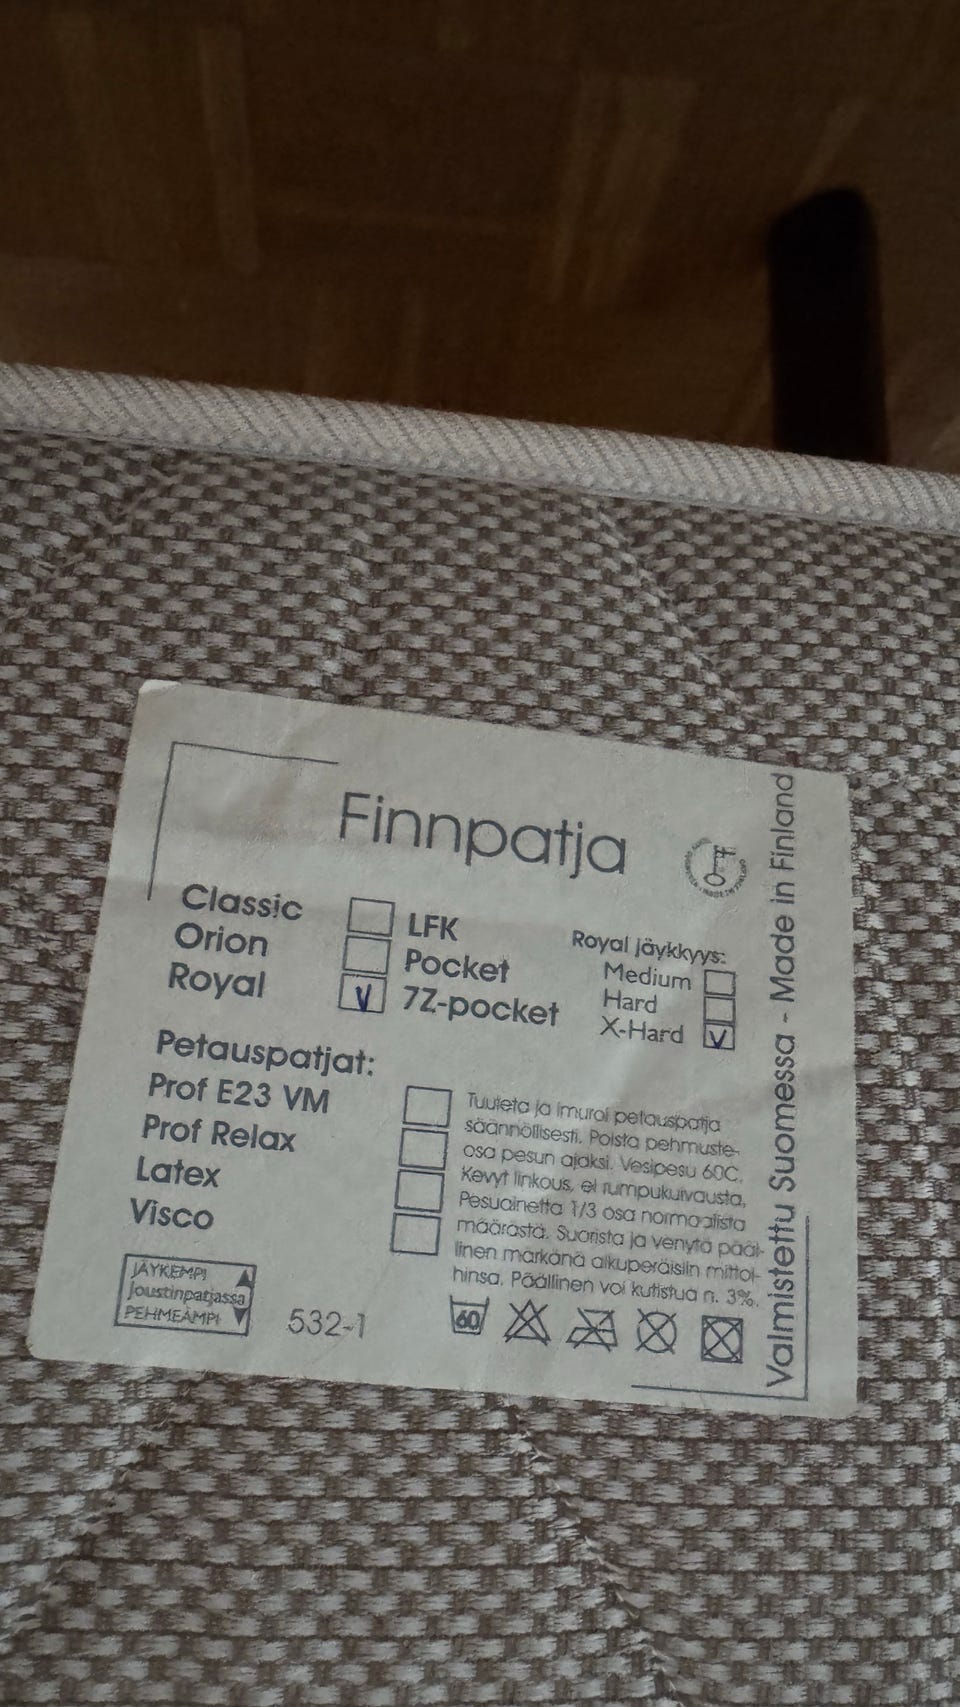 Finnpatja
Classic LFK
Orion Pocket
Royal V 7Z-pocket
Royal jäykkyys:
Medium
Hard
X-Hard V
Petauspatjat:
Prof E23 VM
Prof Relax
Latex
Visco
Tuuleta ja imuroi petauspatja
säännöllisesti. Poista pehmuste-
osa pesun ajaksi. Vesipesu 60C.
Kevyt linkous, ei rumpukuivausta.
Pesuainetta 1/3 osa normaalista
määrästä. Suorista ja venytä pääl-
linen märkänä alkuperäisiin mittoi-
hinsa. Päällinen voi kutistua n. 3%.
JÄYKEMPI
Joustinpatjassa
PEHMEÄMPI
532-1
60
Valmistettu Suomessa - Made in Finland